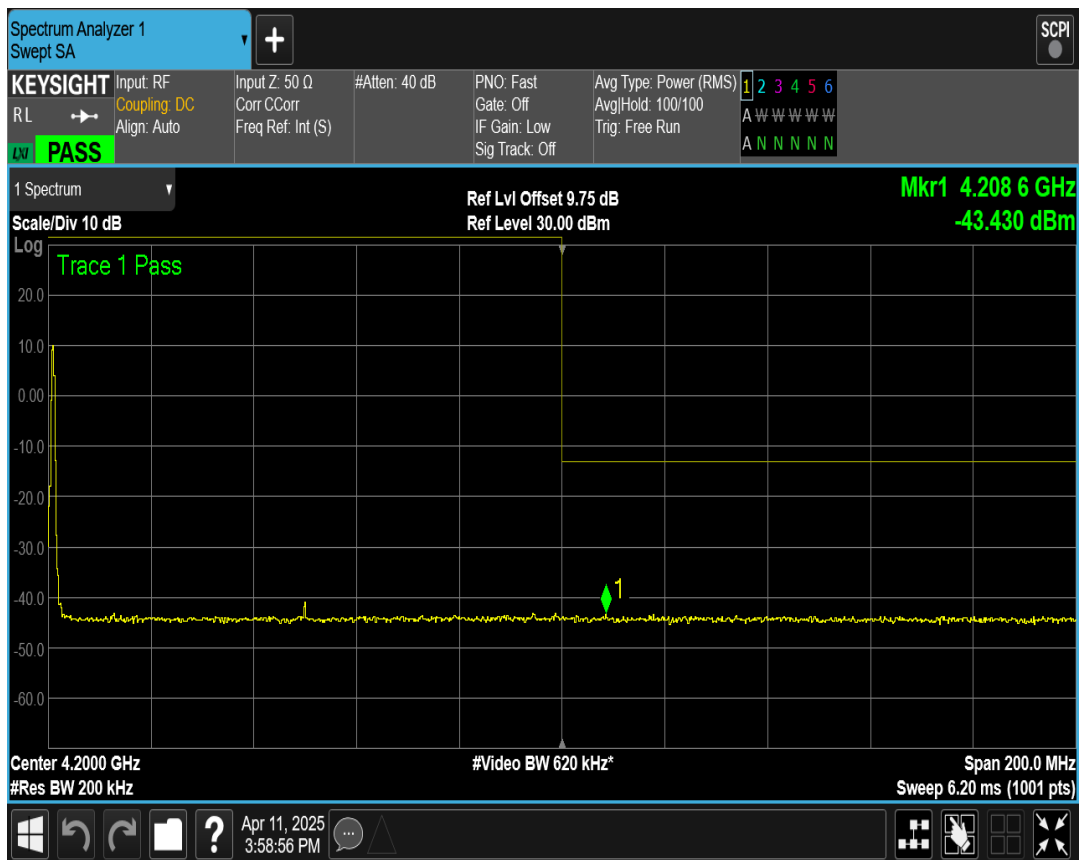 Spectrum Analyzer 1
Swept SA
+
SCPI
KEYSIGHT
RL
LXI
PASS
Input: RF
Coupling: DC
Align: Auto
Input Z: 50 Ω
Corr CCorr
Freq Ref: Int (S)
#Atten: 40 dB
PNO: Fast
Gate: Off
IF Gain: Low
Sig Track: Off
Avg Type: Power (RMS)
Avg|Hold: 100/100
Trig: Free Run
1 2 3 4 5 6
A W W W W W
A N N N N N
1 Spectrum
Scale/Div 10 dB
Ref Lvl Offset 9.75 dB
Ref Level 30.00 dBm
Mkr1 4.208 6 GHz
-43.430 dBm
Log
Trace 1 Pass
20.0
10.0
0.00
-10.0
-20.0
-30.0
-40.0
-50.0
-60.0
1
Center 4.2000 GHz
#Res BW 200 kHz
#Video BW 620 kHz*
Span 200.0 MHz
Sweep 6.20 ms (1001 pts)
?
Apr 11, 2025
3:58:56 PM